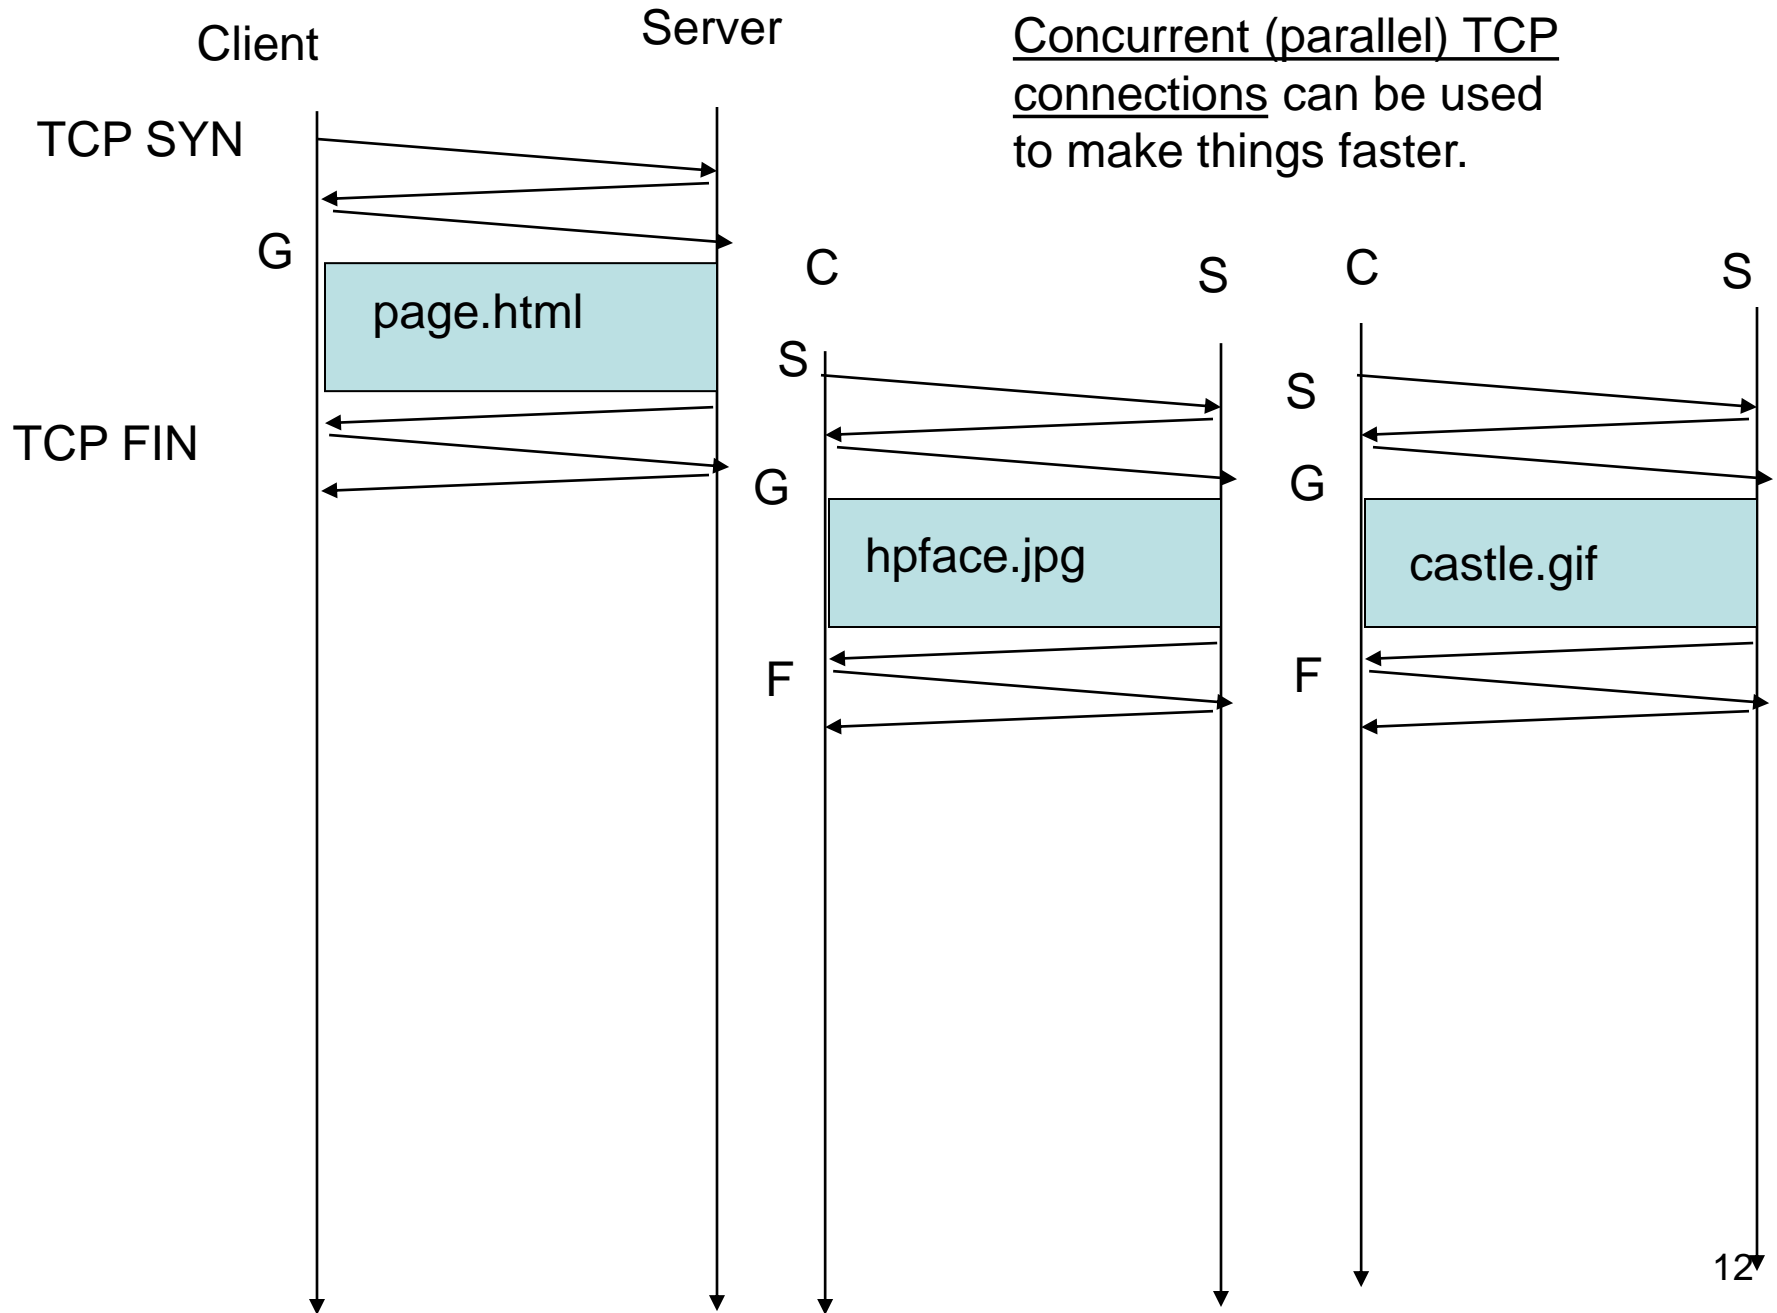 Client
Server
Concurrent (parallel) TCP
connections can be used
to make things faster.
TCP SYN
G
page.html
TCP FIN
C
S
S
G
hpface.jpg
F
C
S
S
G
castle.gif
F
12